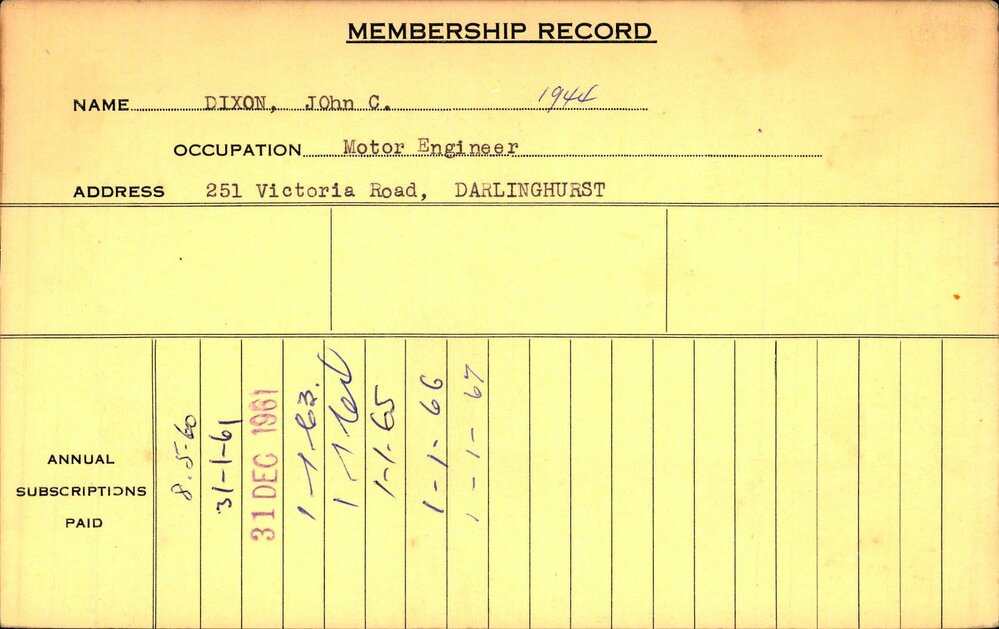 MEMBERSHIP RECORD
NAME DIXON, JOhn C. 1944
OCCUPATION Motor Engineer
ADDRESS 251 Victoria Road, DARLINGHURST
ANNUAL
SUBSCRIPTIONS
PAID
8.5-60
31-1-61
31 DEC 1961
1-1-63.
1-1-65
1-1-66
1-1-67